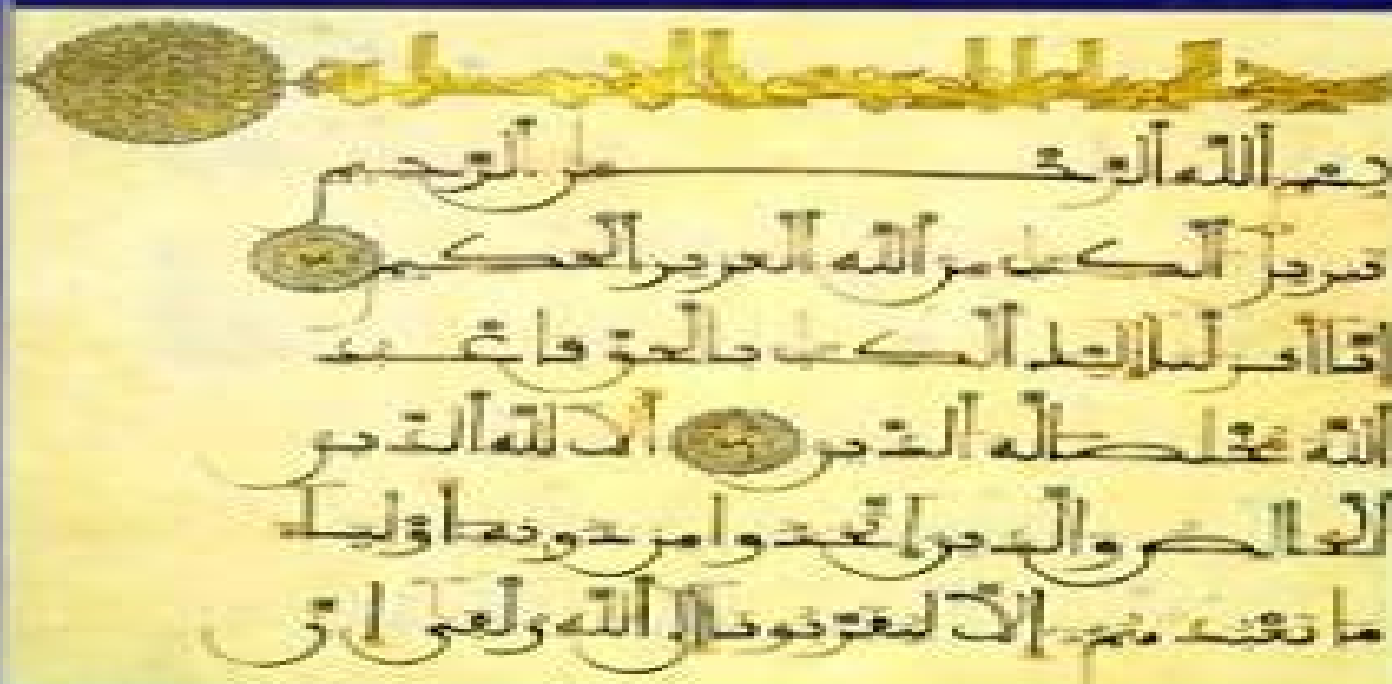 بسم الله الرحمن الرحيم
تنزيل الكتب من الله العزيز الحكيم
إنا أنزلنا إليك الكتب بالحق فاعبد
الله مخلصا له الدين ألا لله الدين
الخالص والذين اتخذوا من دونه أولياء
ما نعبدهم إلا ليقربونا إلى الله زلفى إن